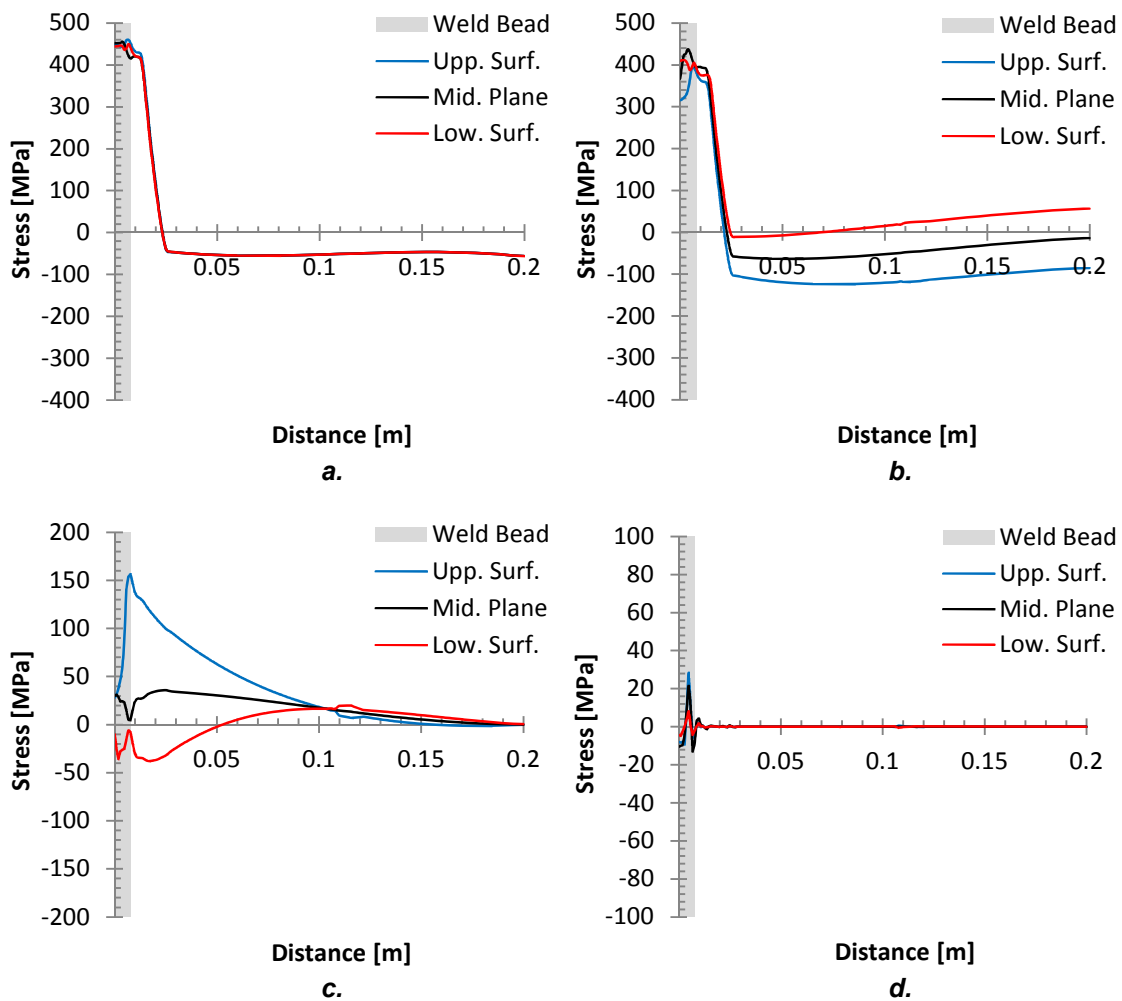 500
400
300
200
100
0
-100
-200
-300
-400
Stress [MPa]
0.05
0.1
0.15
0.2
Weld Bead
Upp. Surf.
Mid. Plane
Low. Surf.
Distance [m]
a.
500
400
300
200
100
0
-100
-200
-300
-400
Stress [MPa]
0.05
0.1
0.15
0.2
Weld Bead
Upp. Surf.
Mid. Plane
Low. Surf.
Distance [m]
b.
200
150
100
50
0
-50
-100
-150
-200
Stress [MPa]
0.05
0.1
0.15
0.2
Weld Bead
Upp. Surf.
Mid. Plane
Low. Surf.
Distance [m]
c.
100
80
60
40
20
0
-20
-40
-60
-80
-100
Stress [MPa]
0.05
0.1
0.15
0.2
Weld Bead
Upp. Surf.
Mid. Plane
Low. Surf.
Distance [m]
d.